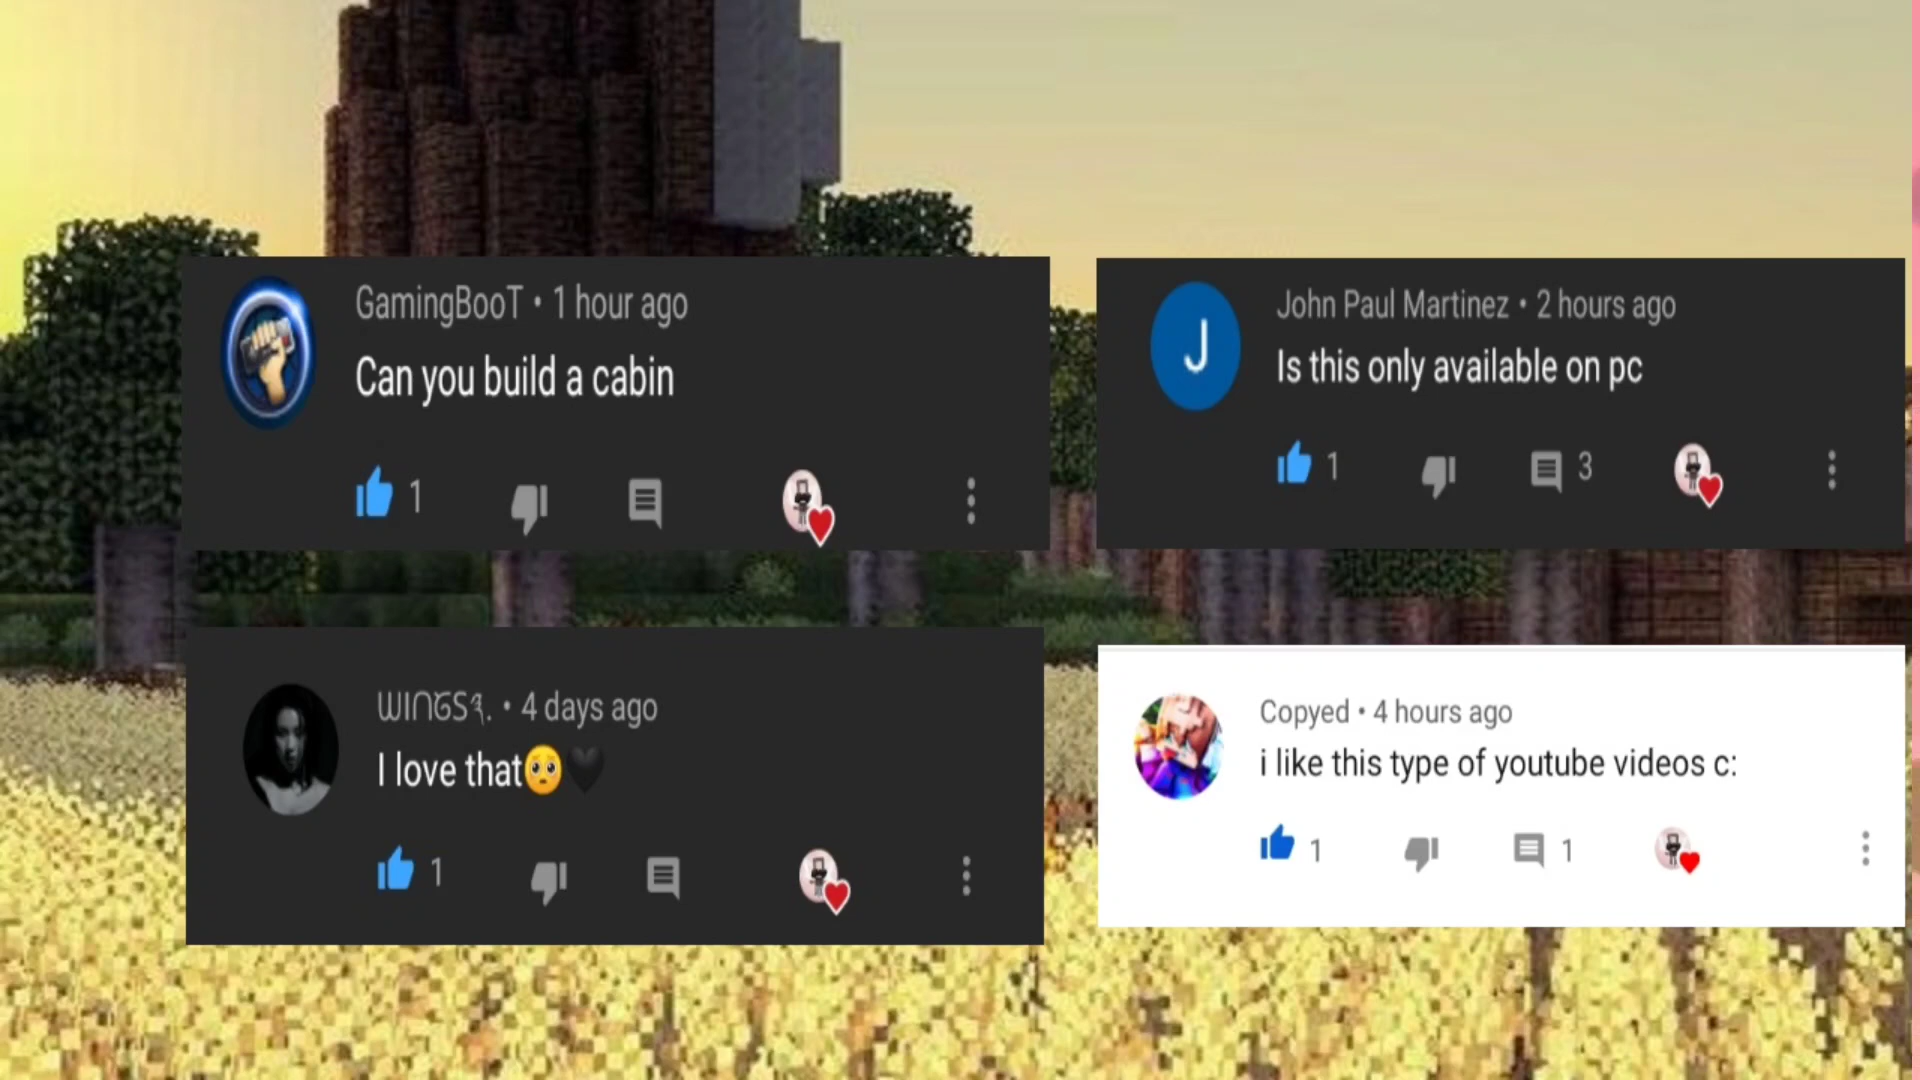 GamingBooT • 1 hour ago
Can you build a cabin
1
John Paul Martinez • 2 hours ago
Is this only available on pc
1 3
• 4 days ago
I love that🥺🖤
1
Copyed • 4 hours ago
i like this type of youtube videos c:
1 1